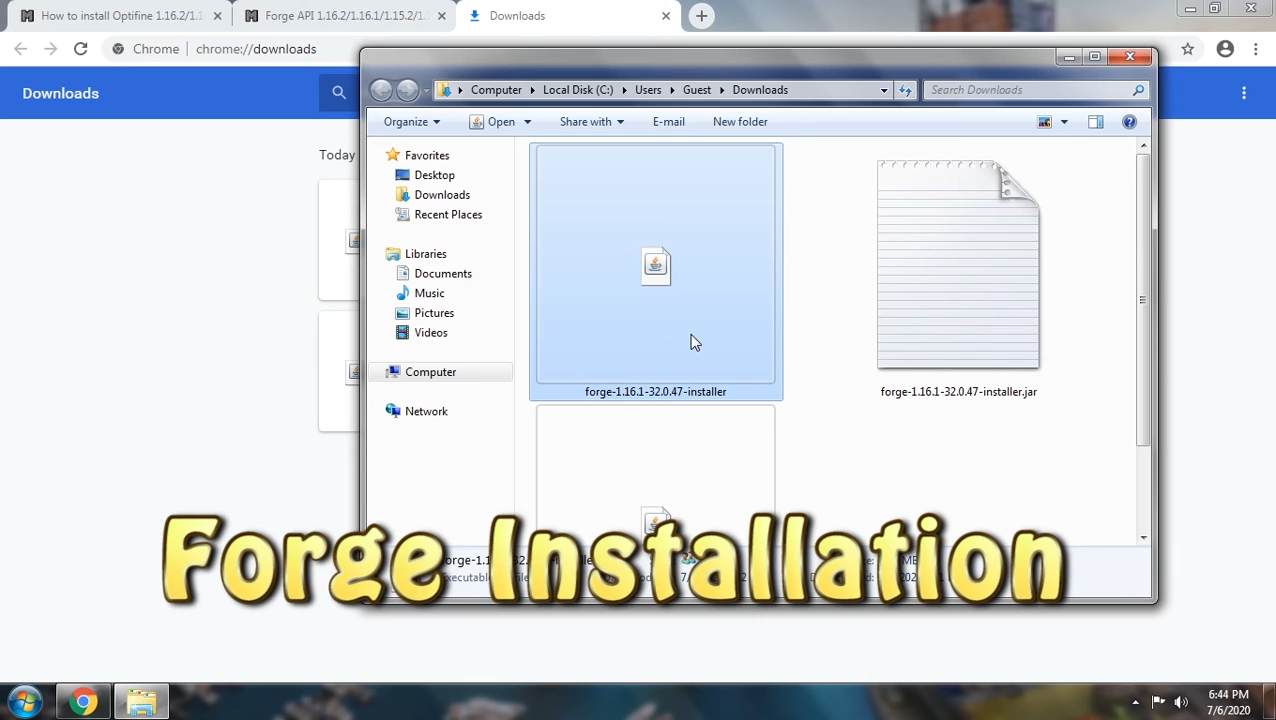 How to install Optifine 1.16.2/1.1
Forge API 1.16.2/1.16.1/1.15.2/1.
Downloads
Chrome
chrome://downloads
Downloads
Today
Computer
Local Disk (C:)
Users
Guest
Downloads
Search Downloads
Organize
Open
Share with
E-mail
New folder
Favorites
Desktop
Downloads
Recent Places
Libraries
Documents
Music
Pictures
Videos
Computer
Network
forge-1.16.1-32.0.47-installer
forge-1.16.1-32.0.47-installer.jar
Forge Installation
6:44 PM
7/6/2020